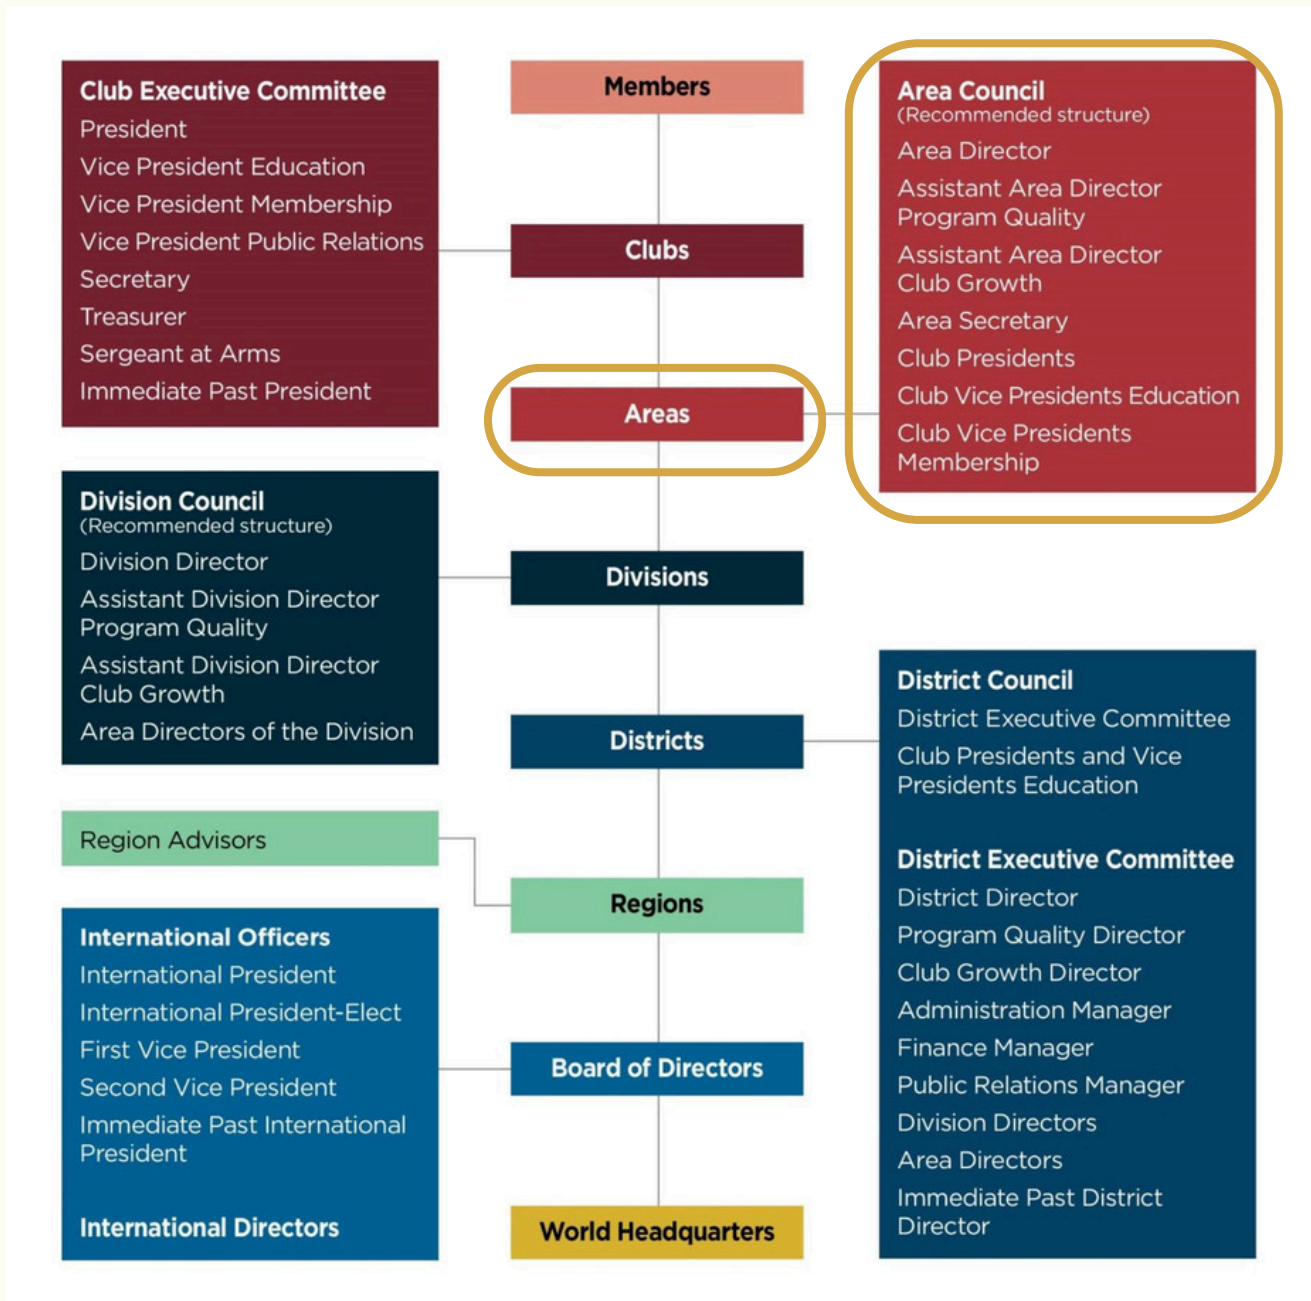 Club Executive Committee
President
Vice President Education
Vice President Membership
Vice President Public Relations
Secretary
Treasurer
Sergeant at Arms
Immediate Past President
Members
Clubs
Areas
Area Council
(Recommended structure)
Area Director
Assistant Area Director
Program Quality
Assistant Area Director
Club Growth
Area Secretary
Club Presidents
Club Vice Presidents Education
Club Vice Presidents
Membership
Division Council
(Recommended structure)
Division Director
Assistant Division Director
Program Quality
Assistant Division Director
Club Growth
Area Directors of the Division
Divisions
Districts
District Council
District Executive Committee
Club Presidents and Vice
Presidents Education
District Executive Committee
District Director
Program Quality Director
Club Growth Director
Administration Manager
Finance Manager
Public Relations Manager
Division Directors
Area Directors
Immediate Past District
Director
Region Advisors
Regions
International Officers
International President
International President-Elect
First Vice President
Second Vice President
Immediate Past International
President
International Directors
Board of Directors
World Headquarters